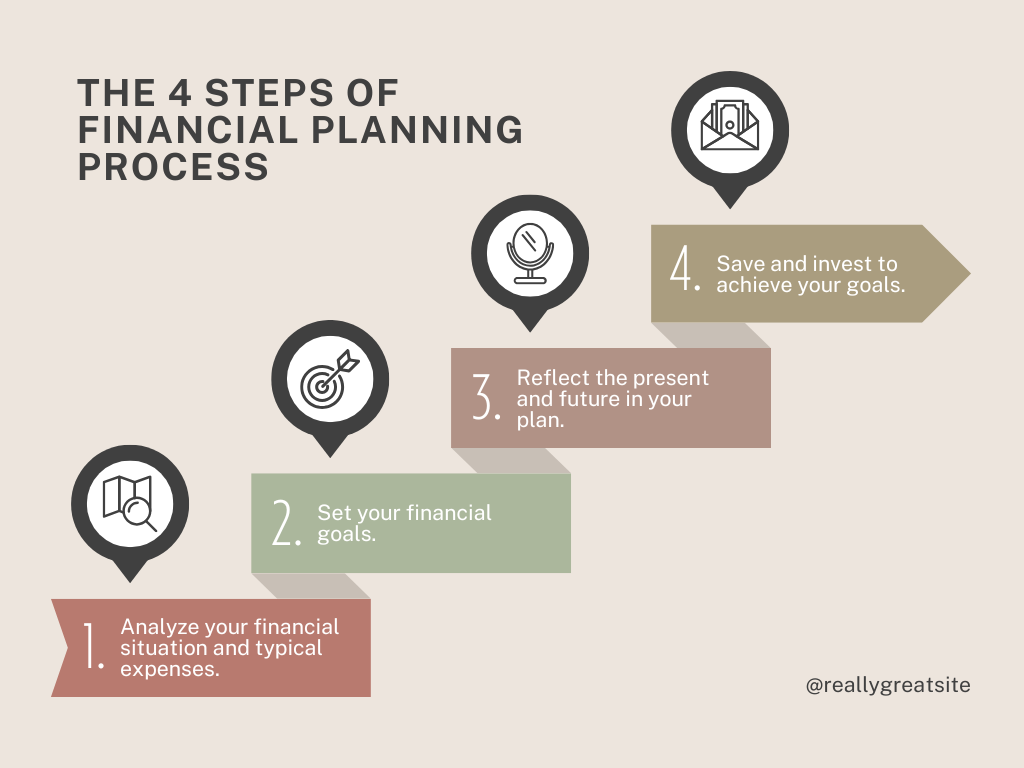 THE 4 STEPS OF
FINANCIAL PLANNING
PROCESS
1.
Analyze your financial
situation and typical
expenses.
2.
Set your financial
goals.
3.
Reflect the present
and future in your
plan.
4.
Save and invest to
achieve your goals.
@reallygreatsite